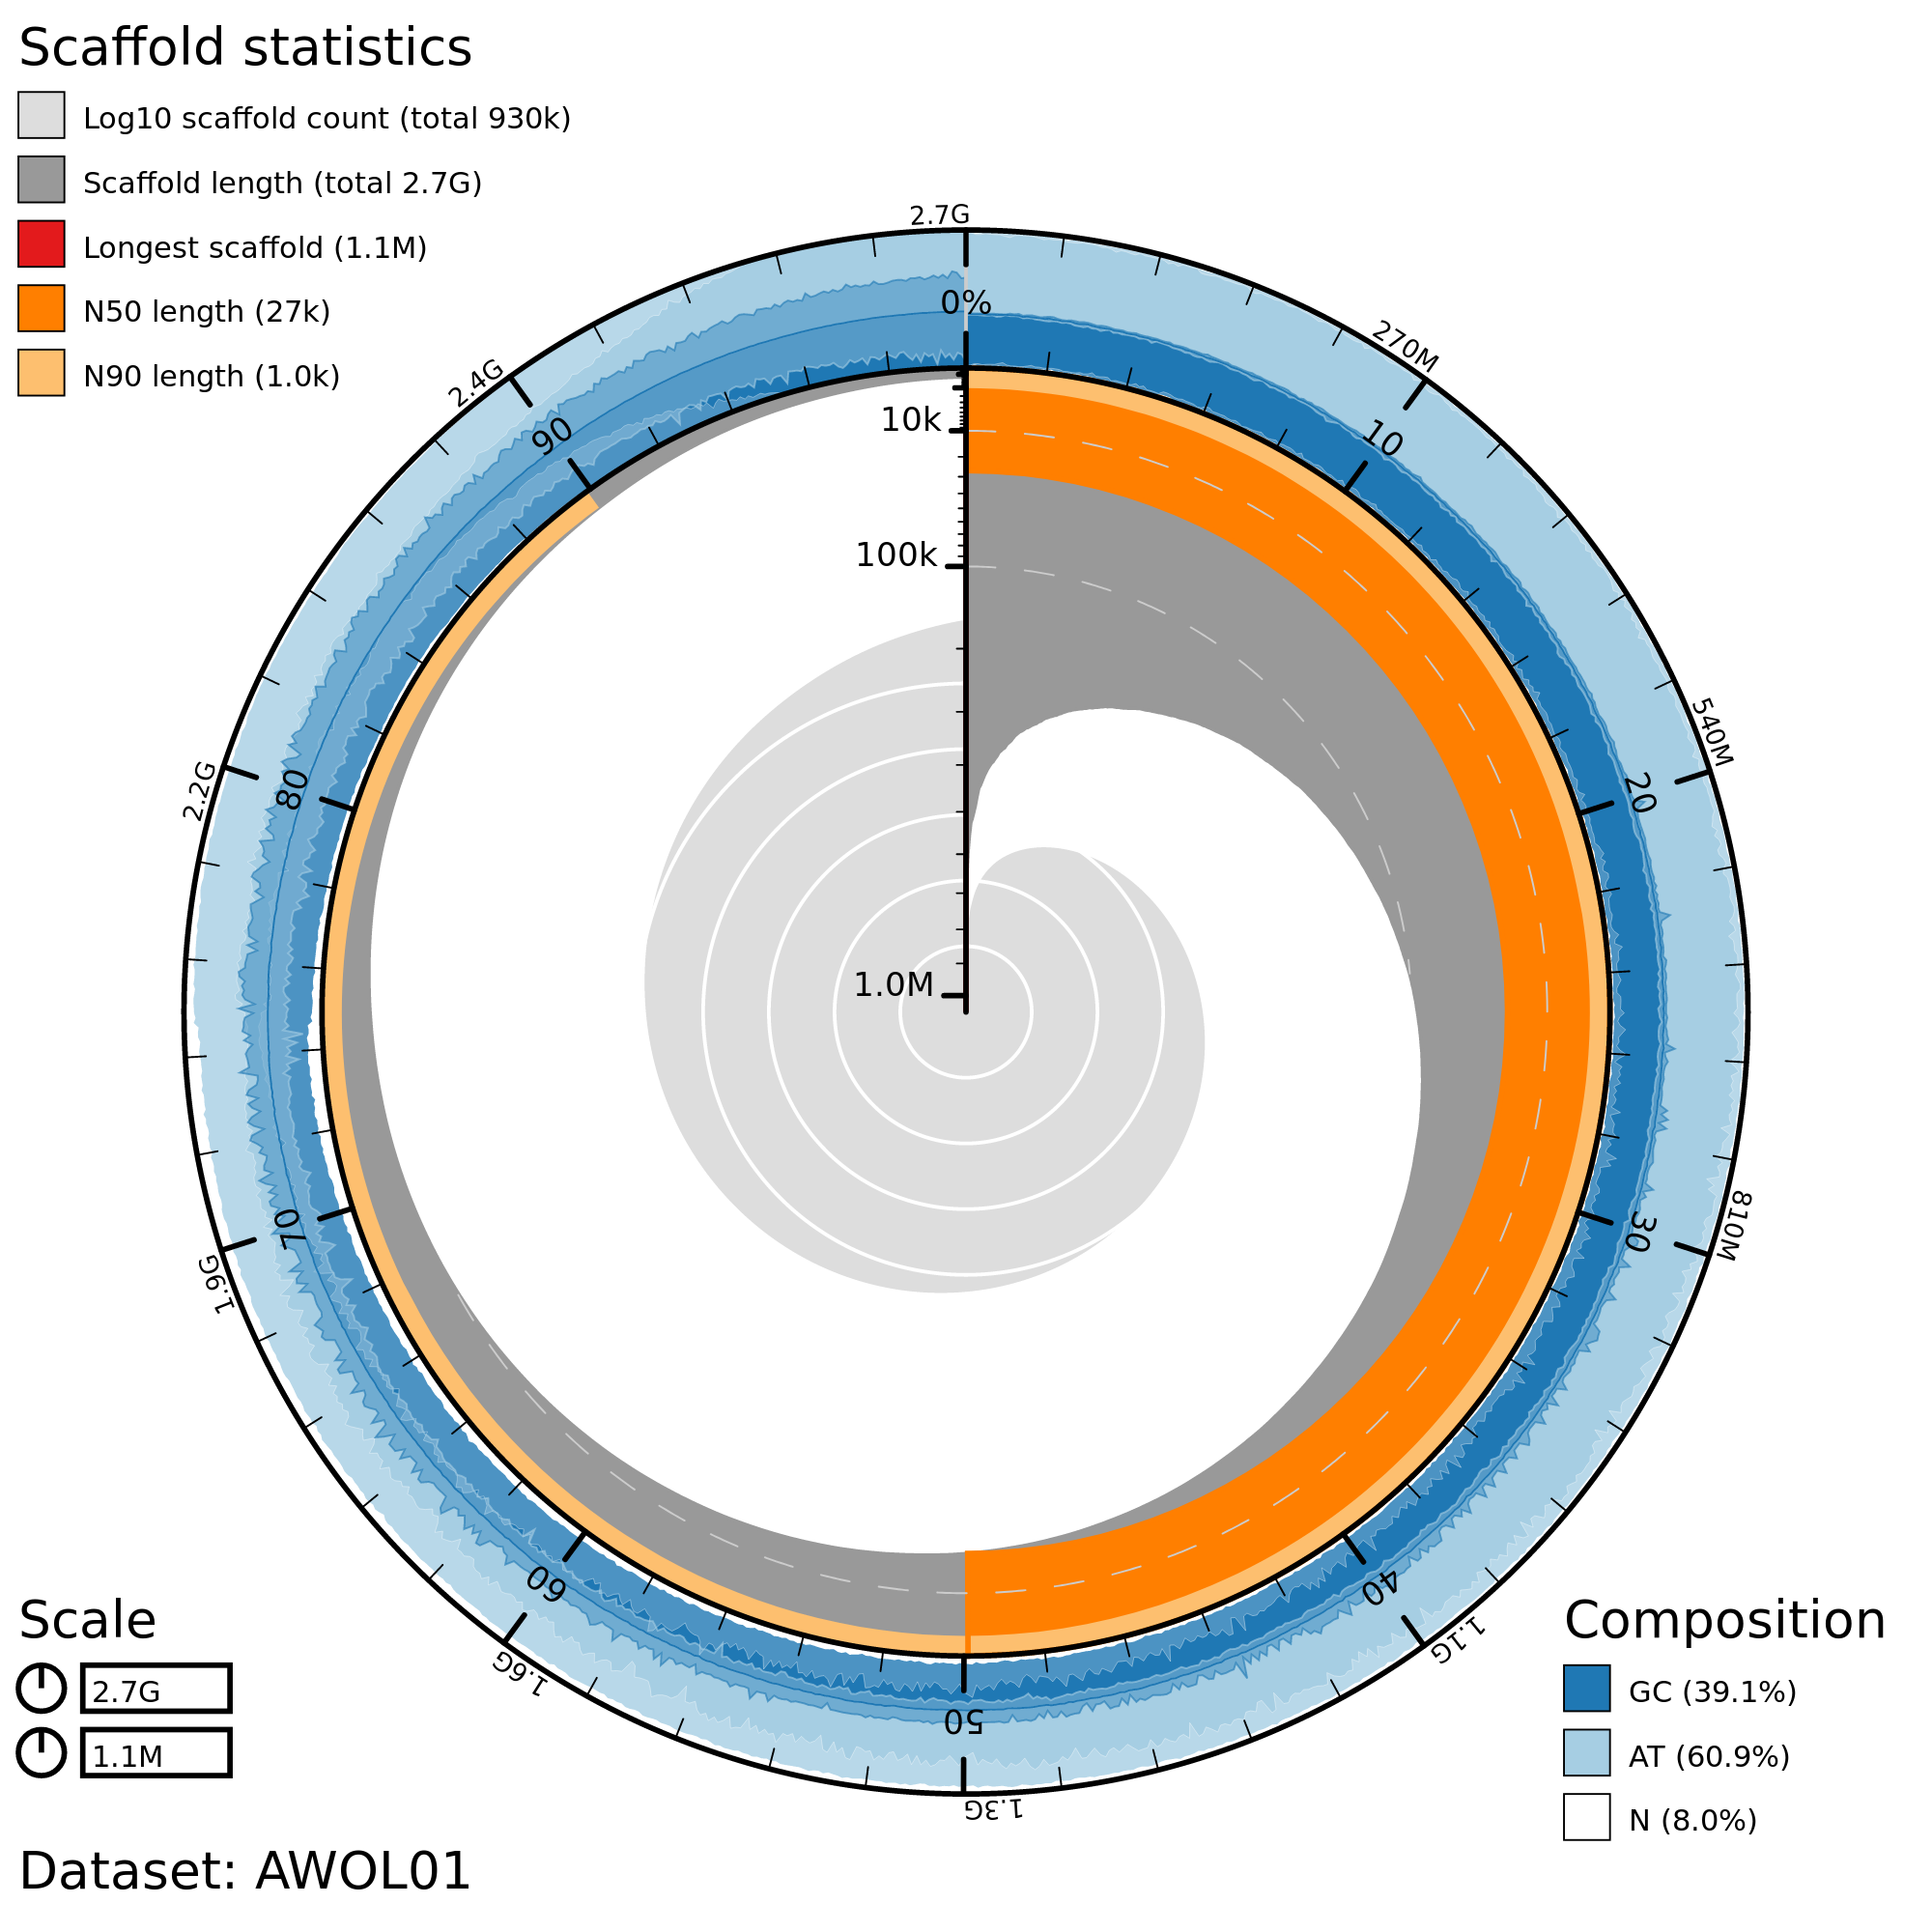 Scaffold statistics
Log10 scaffold count (total 930k)
Scaffold length (total 2.7G)
Longest scaffold (1.1M)
N50 length (27k)
N90 length (1.0k)
2.7G
270M
540M
810M
1.1G
1.3G
1.6G
1.9G
2.2G
2.4G
0%
10
20
30
40
50
60
70
80
90
10k
100k
1.0M
Scale
2.7G
1.1M
Composition
GC (39.1%)
AT (60.9%)
N (8.0%)
Dataset: AWOL01